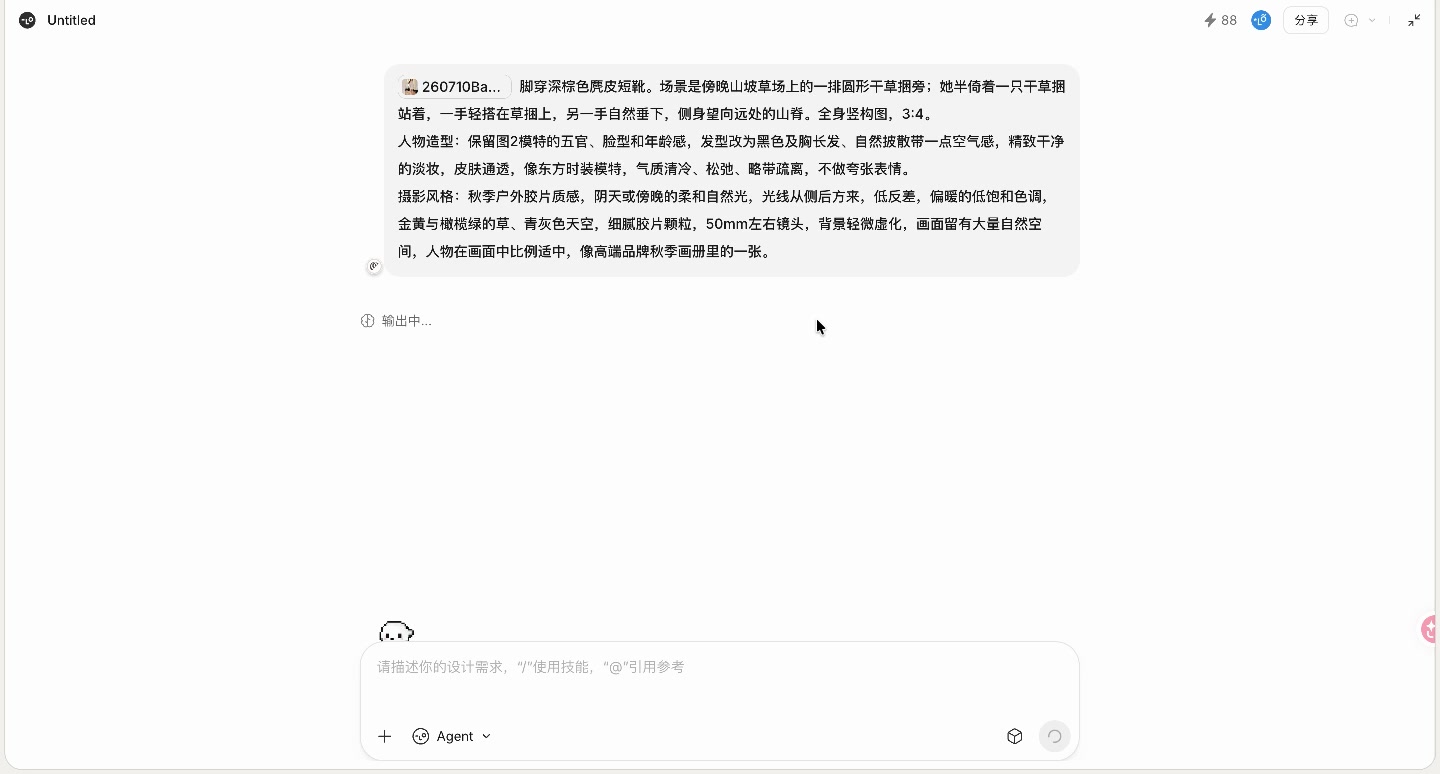 Untitled
88
分享
260710Ba... 脚穿深棕色麂皮短靴。场景是傍晚山坡草场上的一排圆形干草捆旁；她半倚着一只干草捆
站着，一手轻搭在草捆上，另一手自然垂下，侧身望向远处的山脊。全身竖构图，3:4。
人物造型：保留图2模特的五官、脸型和年龄感，发型改为黑色及胸长发、自然披散带一点空气感，精致干净
的淡妆，皮肤通透，像东方时装模特，气质清冷、松弛、略带疏离，不做夸张表情。
摄影风格：秋季户外胶片质感，阴天或傍晚的柔和自然光，光线从侧后方来，低反差，偏暖的低饱和色调，
金黄与橄榄绿的草、青灰色天空，细腻胶片颗粒，50mm左右镜头，背景轻微虚化，画面留有大量自然空
间，人物在画面中比例适中，像高端品牌秋季画册里的一张。
输出中...
请描述你的设计需求，“/”使用技能，“@”引用参考
Agent